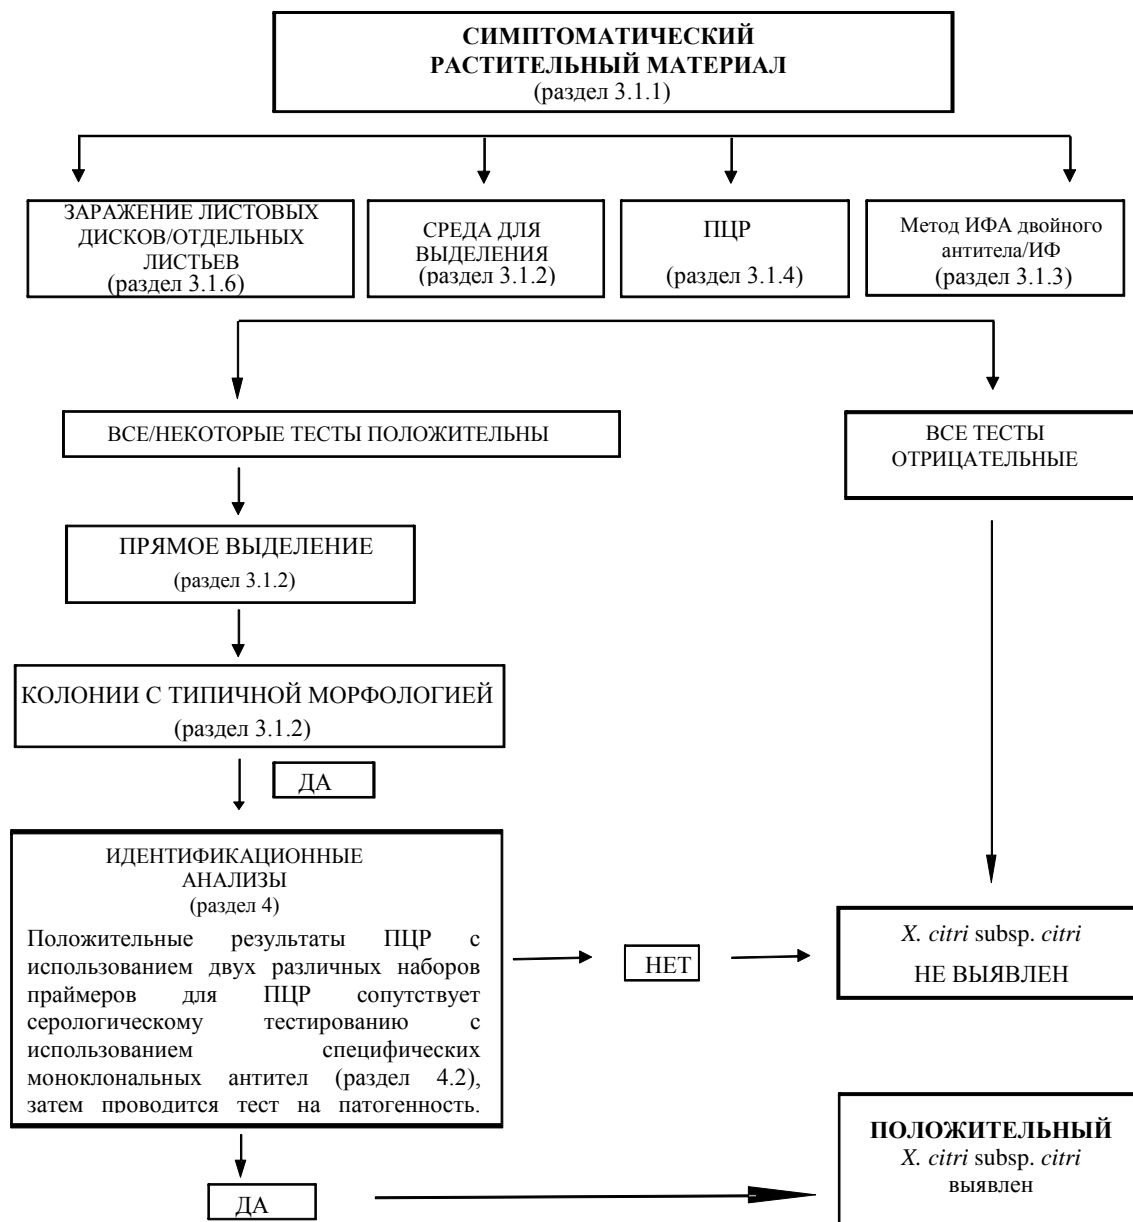 СИМПТОМАТИЧЕСКИЙ
РАСТИТЕЛЬНЫЙ МАТЕРИАЛ
(раздел 3.1.1)
ЗАРАЖЕНИЕ ЛИСТОВЫХ
ДИСКОВ/ОТДЕЛЬНЫХ
ЛИСТЬЕВ
(раздел 3.1.6)
СРЕДА ДЛЯ
ВЫДЕЛЕНИЯ
(раздел 3.1.2)
ПЦР
(раздел 3.1.4)
Метод ИФА двойного
антитела/ИФ
(раздел 3.1.3)
ВСЕ/НЕКОТОРЫЕ ТЕСТЫ ПОЛОЖИТЕЛЬНЫ
ВСЕ ТЕСТЫ
ОТРИЦАТЕЛЬНЫЕ
ПРЯМОЕ ВЫДЕЛЕНИЕ
(раздел 3.1.2)
КОЛОНИИ С ТИПИЧНОЙ МОРФОЛОГИЕЙ
(раздел 3.1.2)
ДА
ИДЕНТИФИКАЦИОННЫЕ
АНАЛИЗЫ
(раздел 4)
Положительные результаты ПЦР с
использованием двух различных наборов
праймеров для ПЦР сопутствует
серологическому тестированию с
использованием специфических
моноклональных антител (раздел 4.2),
затем проводится тест на патогенность.
НЕТ
X. citri subsp. citri
НЕ ВЫЯВЛЕН
ДА
ПОЛОЖИТЕЛЬНЫЙ
X. citri subsp. citri
выявлен